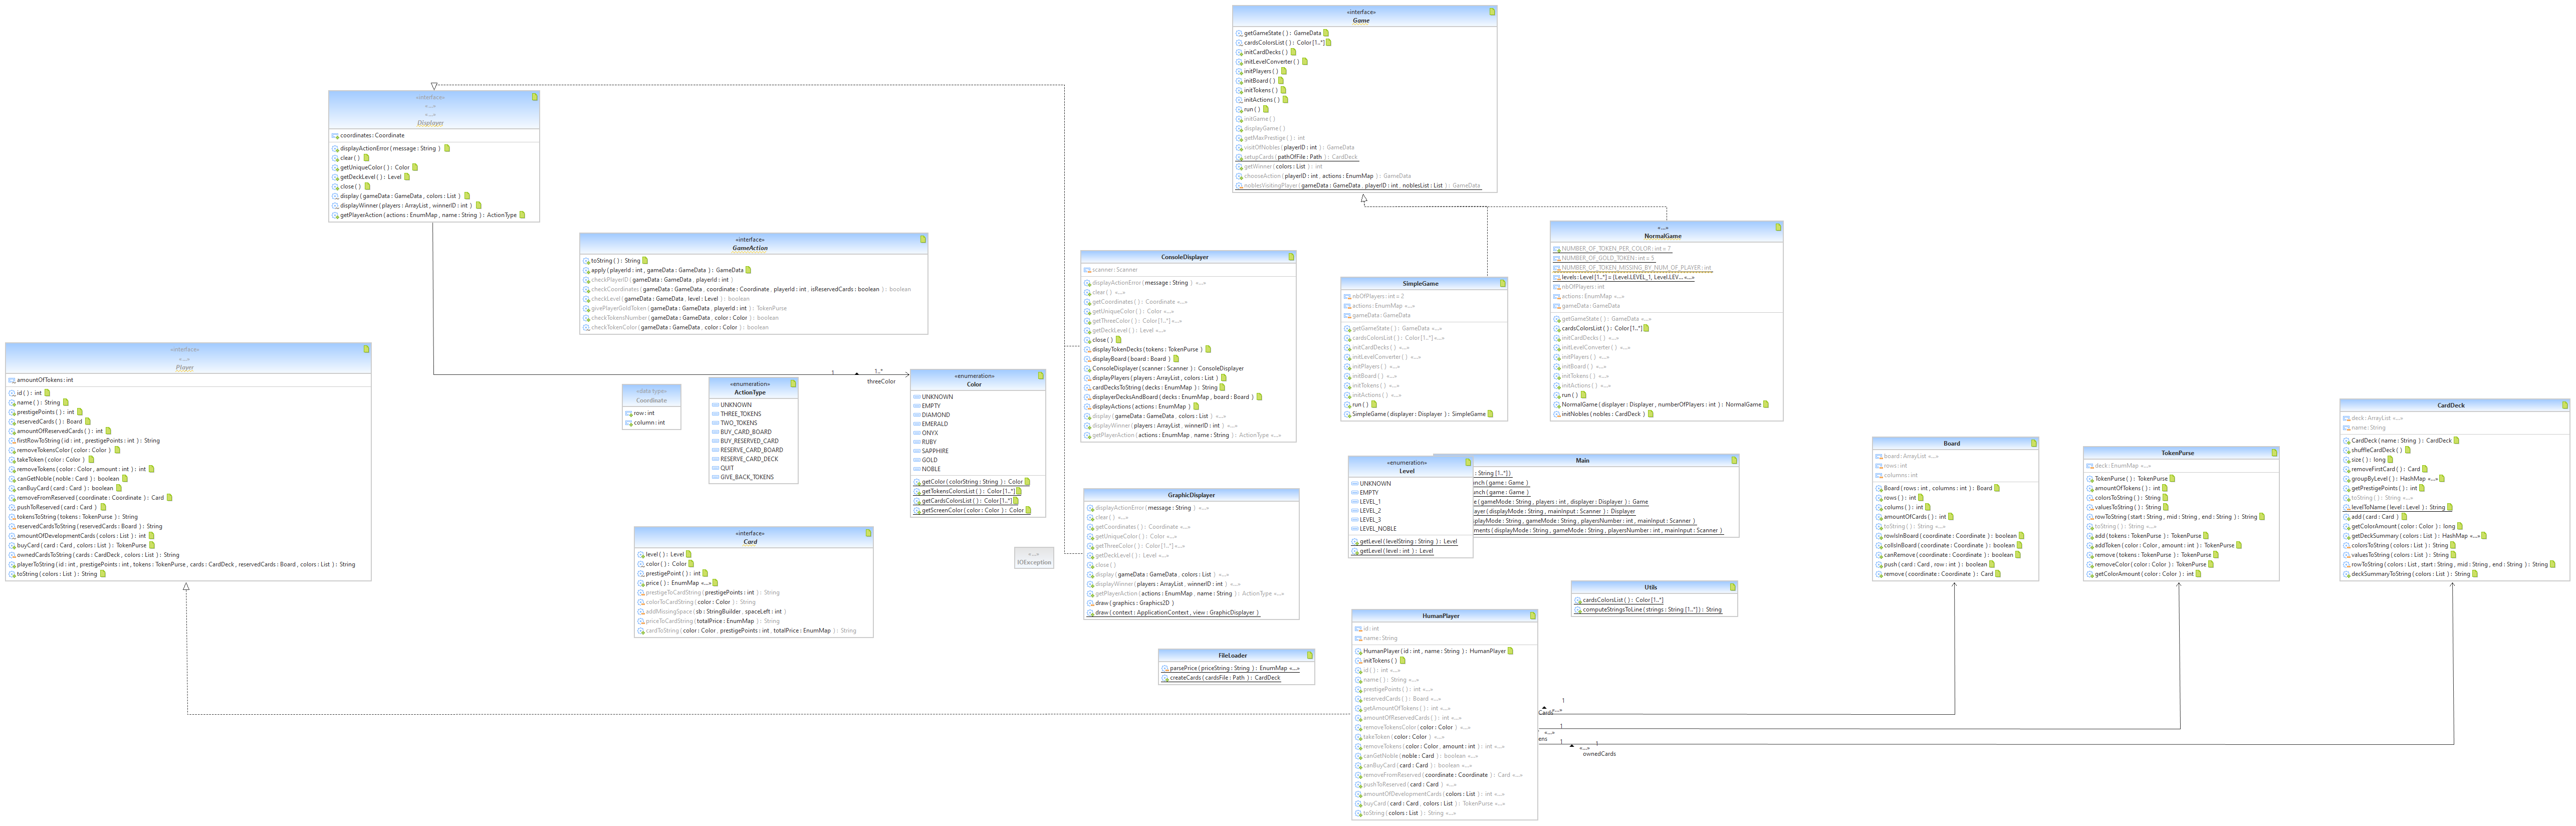 «interface»
Game
getGameState ( ) : GameData
cardsColorsList ( ) : Color [1..*]
initCardDecks ( )
initLevelConverter ( )
initPlayers ( )
initBoard ( )
initTokens ( )
initActions ( )
run ( )
initGame ( )
displayGame ( )
getMaxPrestige ( ) : int
visitOfNobles ( playerID : int ) : GameData
setupCards ( pathOfFile : Path ) : CardDeck
getWinner ( colors : List ) : int
chooseAction ( playerID : int , actions : EnumMap ) : GameData
noblesVisitingPlayer ( gameData : GameData , playerID : int , noblesList : List ) : GameData
«interface»
«...»
«...»
Displayer
coordinates : Coordinate
displayActionError ( message : String )
clear ( )
getUniqueColor ( ) : Color
getDeckLevel ( ) : Level
close ( )
display ( gameData : GameData , colors : List )
displayWinner ( players : ArrayList , winnerID : int )
getPlayerAction ( actions : EnumMap , name : String ) : ActionType
1
1..*
threeColor
«interface»
GameAction
toString ( ) : String
apply ( playerId : int , gameData : GameData ) : GameData
checkPlayerID ( gameData : GameData , playerId : int )
checkCoordinates ( gameData : GameData , coordinate : Coordinate , playerId : int , isReservedCards : boolean ) : boolean
checkLevel ( gameData : GameData , level : Level ) : boolean
givePlayerGoldToken ( gameData : GameData , playerId : int ) : TokenPurse
checkTokensNumber ( gameData : GameData , color : Color ) : boolean
checkTokenColor ( gameData : GameData , color : Color ) : boolean
ConsoleDisplayer
scanner : Scanner
displayActionError ( message : String ) «...»
clear ( ) «...»
getCoordinates ( ) : Coordinate «...»
getUniqueColor ( ) : Color «...»
getThreeColor ( ) : Color [1..*] «...»
getDeckLevel ( ) : Level «...»
close ( )
displayTokenDecks ( tokens : TokenPurse )
displayBoard ( board : Board )
ConsoleDisplayer ( scanner : Scanner ) : ConsoleDisplayer
displayPlayers ( players : ArrayList , colors : List )
cardDecksToString ( decks : EnumMap ) : String
displayerDecksAndBoard ( decks : EnumMap , board : Board )
displayActions ( actions : EnumMap )
display ( gameData : GameData , colors : List ) «...»
displayWinner ( players : ArrayList , winnerID : int ) «...»
getPlayerAction ( actions : EnumMap , name : String ) : ActionType «...»
SimpleGame
nbOfPlayers : int = 2
actions : EnumMap «...»
gameData : GameData
getGameState ( ) : GameData «...»
cardsColorsList ( ) : Color [1..*] «...»
initCardDecks ( ) «...»
initLevelConverter ( ) «...»
initPlayers ( ) «...»
initBoard ( ) «...»
initTokens ( ) «...»
initActions ( ) «...»
run ( )
SimpleGame ( displayer : Displayer ) : SimpleGame
«...»
NormalGame
NUMBER_OF_TOKEN_PER_COLOR : int = 7
NUMBER_OF_GOLD_TOKEN : int = 5
NUMBER_OF_TOKEN_MISSING_BY_NUM_OF_PLAYER : int
levels : Level [1..*] = {Level.LEVEL_1, Level.LEV... «...»
nbOfPlayers : int
actions : EnumMap «...»
gameData : GameData
getGameState ( ) : GameData «...»
cardsColorsList ( ) : Color [1..*]
initCardDecks ( ) «...»
initLevelConverter ( ) «...»
initPlayers ( ) «...»
initBoard ( ) «...»
initTokens ( ) «...»
initActions ( ) «...»
run ( )
NormalGame ( displayer : Displayer , numberOfPlayers : int ) : NormalGame
initNobles ( nobles : CardDeck )
«interface»
«...»
Player
amountOfTokens : int
id ( ) : int
name ( ) : String
prestigePoints ( ) : int
reservedCards ( ) : Board
amountOfReservedCards ( ) : int
firstRowToString ( id : int , prestigePoints : int ) : String
removeTokensColor ( color : Color )
takeToken ( color : Color )
removeTokens ( color : Color , amount : int ) : int
canGetNoble ( noble : Card ) : boolean
canBuyCard ( card : Card ) : boolean
removeFromReserved ( coordinate : Coordinate ) : Card
pushToReserved ( card : Card )
tokensToString ( tokens : TokenPurse ) : String
reservedCardsToString ( reservedCards : Board ) : String
amountOfDevelopmentCards ( colors : List ) : int
buyCard ( card : Card , colors : List ) : TokenPurse
ownedCardsToString ( cards : CardDeck , colors : List ) : String
playerToString ( id : int , prestigePoints : int , tokens : TokenPurse , cards : CardDeck , reservedCards : Board , colors : List ) : String
toString ( colors : List ) : String
«data type»
Coordinate
row : int
column : int
«enumeration»
ActionType
UNKNOWN
THREE_TOKENS
TWO_TOKENS
BUY_CARD_BOARD
BUY_RESERVED_CARD
RESERVE_CARD_BOARD
RESERVE_CARD_DECK
QUIT
GIVE_BACK_TOKENS
«enumeration»
Color
UNKNOWN
EMPTY
DIAMOND
EMERALD
ONYX
RUBY
SAPPHIRE
GOLD
NOBLE
getColor ( colorString : String ) : Color
getTokensColorsList ( ) : Color [1..*]
getCardsColorsList ( ) : Color [1..*]
getScreenColor ( color : Color ) : Color
«interface»
Card
level ( ) : Level
color ( ) : Color
prestigePoint ( ) : int
price ( ) : EnumMap «...»
prestigeToCardString ( prestigePoints : int ) : String
colorToCardString ( color : Color ) : String
addMissingSpace ( sb : StringBuilder , spaceLeft : int )
priceToCardString ( totalPrice : EnumMap ) : String
cardToString ( color : Color , prestigePoints : int , totalPrice : EnumMap ) : String
«...»
IOException
GraphicDisplayer
displayActionError ( message : String ) «...»
clear ( ) «...»
getCoordinates ( ) : Coordinate «...»
getUniqueColor ( ) : Color «...»
getThreeColor ( ) : Color [1..*] «...»
getDeckLevel ( ) : Level «...»
close ( )
display ( gameData : GameData , colors : List ) «...»
displayWinner ( players : ArrayList , winnerID : int ) «...»
getPlayerAction ( actions : EnumMap , name : String ) : ActionType «...»
draw ( graphics : Graphics2D )
draw ( context : ApplicationContext , view : GraphicDisplayer )
«enumeration»
Level
UNKNOWN
EMPTY
LEVEL_1
LEVEL_2
LEVEL_3
LEVEL_NOBLE
getLevel ( levelString : String ) : Level
getLevel ( level : int ) : Level
Main
: String [1..*] )
nch ( game : Game )
nch ( game : Game )
e ( gameMode : String , players : int , displayer : Displayer ) : Game
ayer ( displayMode : String , mainInput : Scanner ) : Displayer
playMode : String , gameMode : String , playersNumber : int , mainInput : Scanner )
ments ( displayMode : String , gameMode : String , playersNumber : int , mainInput : Scanner )
Utils
cardsColorsList ( ) : Color [1..*]
computeStringsToLine ( strings : String [1..*] ) : String
FileLoader
parsePrice ( priceString : String ) : EnumMap «...»
createCards ( cardsFile : Path ) : CardDeck
HumanPlayer
id : int
name : String
HumanPlayer ( id : int , name : String ) : HumanPlayer
initTokens ( )
id ( ) : int «...»
name ( ) : String «...»
prestigePoints ( ) : int «...»
reservedCards ( ) : Board «...»
getAmountOfTokens ( ) : int «...»
amountOfReservedCards ( ) : int «...»
removeTokensColor ( color : Color ) «...»
takeToken ( color : Color ) «...»
removeTokens ( color : Color , amount : int ) : int «...»
canGetNoble ( noble : Card ) : boolean «...»
canBuyCard ( card : Card ) : boolean «...»
removeFromReserved ( coordinate : Coordinate ) : Card «...»
pushToReserved ( card : Card ) «...»
amountOfDevelopmentCards ( colors : List ) : int «...»
buyCard ( card : Card , colors : List ) : TokenPurse «...»
toString ( colors : List ) : String «...»
1
Cards
1
«...»
ens
1
1
«...»
ownedCards
Board
board : ArrayList «...»
rows : int
columns : int
Board ( rows : int , columns : int ) : Board
rows ( ) : int
colums ( ) : int
amountOfCards ( ) : int
toString ( ) : String «...»
rowIsInBoard ( coordinate : Coordinate ) : boolean
colIsInBoard ( coordinate : Coordinate ) : boolean
canRemove ( coordinate : Coordinate ) : boolean
push ( card : Card , row : int ) : boolean
remove ( coordinate : Coordinate ) : Card
TokenPurse
deck : EnumMap «...»
TokenPurse ( ) : TokenPurse
amountOfTokens ( ) : int
colorsToString ( ) : String
valuesToString ( ) : String
rowToString ( start : String , mid : String , end : String ) : String
toString ( ) : String «...»
add ( tokens : TokenPurse ) : TokenPurse
addToken ( color : Color , amount : int ) : TokenPurse
remove ( tokens : TokenPurse ) : TokenPurse
removeColor ( color : Color ) : TokenPurse
getColorAmount ( color : Color ) : int
CardDeck
deck : ArrayList «...»
name : String
CardDeck ( name : String ) : CardDeck
shuffleCardDeck ( )
size ( ) : long
removeFirstCard ( ) : Card
groupByLevel ( ) : HashMap «...»
getPrestigePoints ( ) : int
toString ( ) : String «...»
levelToName ( level : Level ) : String
add ( card : Card )
getColorAmount ( color : Color ) : long
getDeckSummary ( colors : List ) : HashMap «...»
colorsToString ( colors : List ) : String
valuesToString ( colors : List ) : String
rowToString ( colors : List , start : String , mid : String , end : String ) : String
deckSummaryToString ( colors : List ) : String